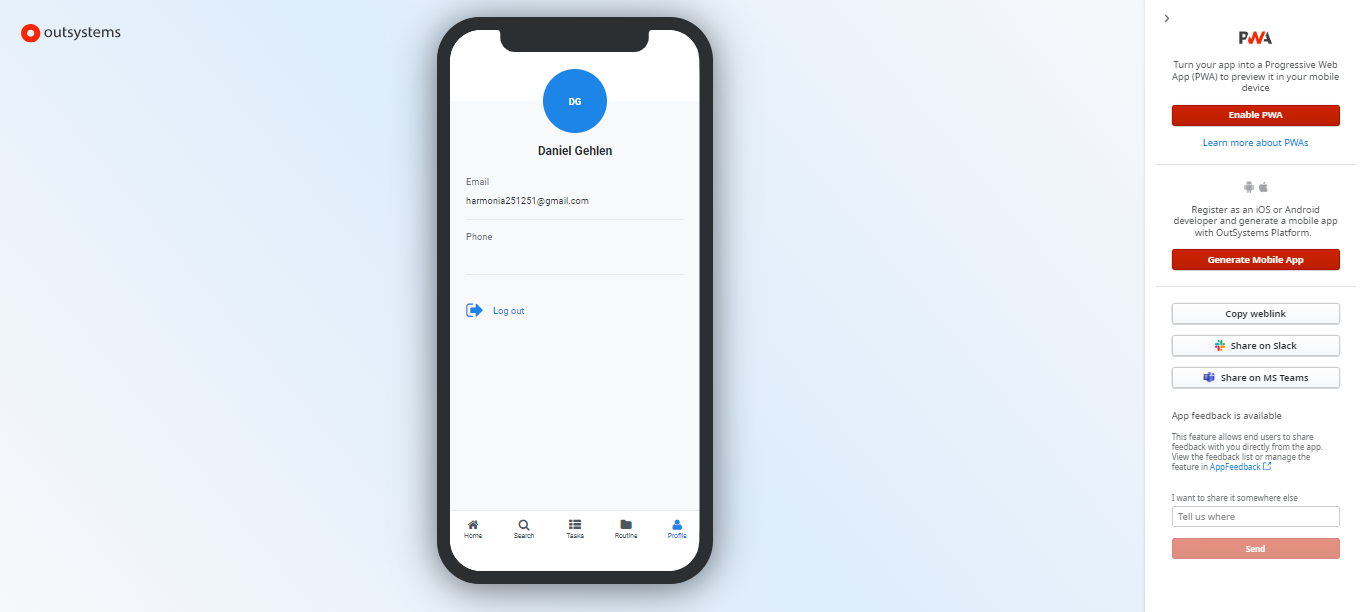 outsystems
DG
Daniel Gehlen
Email
harmonia251251@gmail.com
Phone
Log out
Home
Search
Tasks
Routine
Profile
PWA
Turn your app into a Progressive Web
App (PWA) to preview it in your mobile
device
Enable PWA
Learn more about PWAs
Register as an iOS or Android
developer and generate a mobile app
with OutSystems Platform.
Generate Mobile App
Copy weblink
Share on Slack
Share on MS Teams
App feedback is available
This feature allows end users to share
feedback with you directly from the app.
View the feedback list or manage the
feature in AppFeedback
I want to share it somewhere else
Tell us where
Send